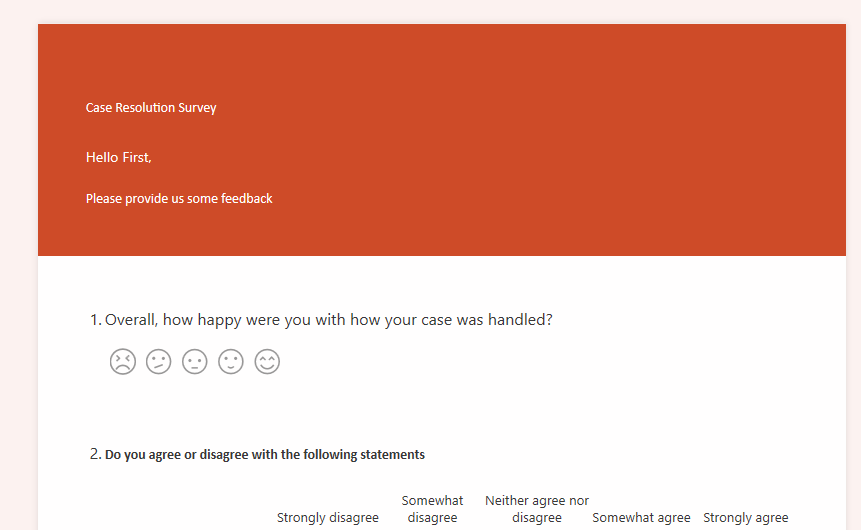 Case Resolution Survey
Hello First,
Please provide us some feedback
1. Overall, how happy were you with how your case was handled?
2. Do you agree or disagree with the following statements
Strongly disagree
Somewhat
disagree
Neither agree nor
disagree
Somewhat agree
Strongly agree